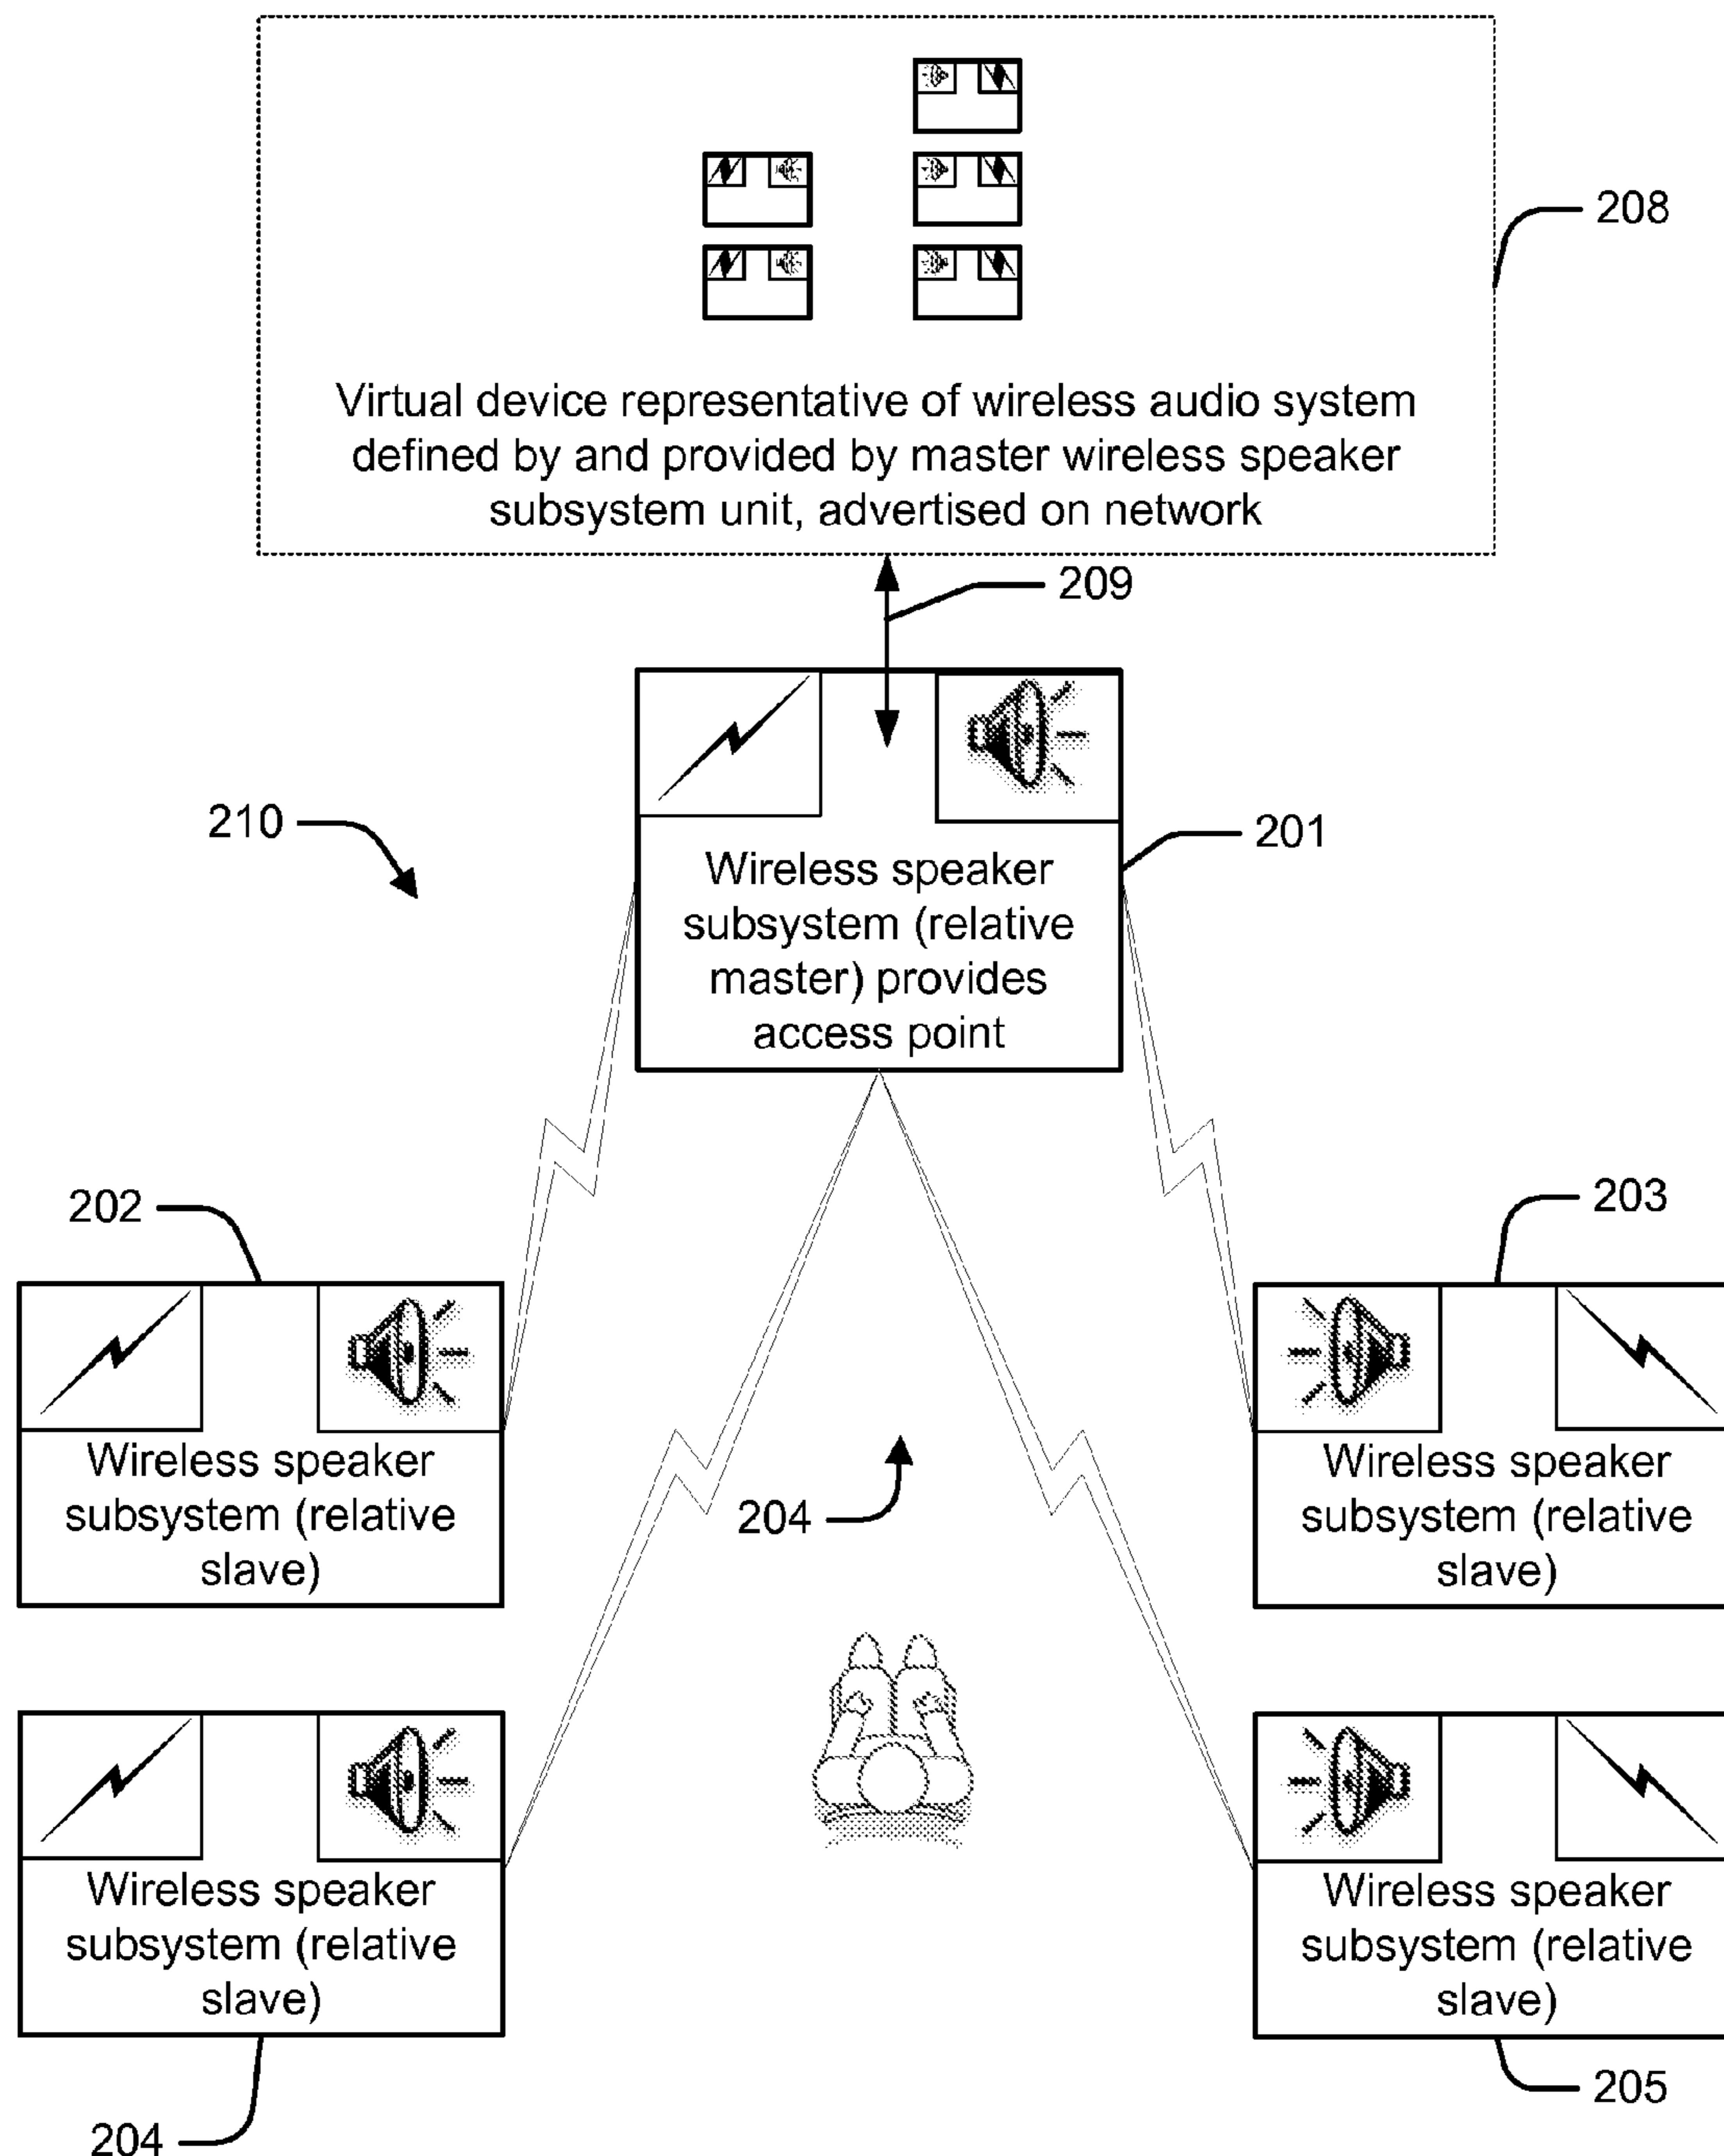 208
Virtual device representative of wireless audio system
defined by and provided by master wireless speaker
subsystem unit, advertised on network
209
210
201
Wireless speaker
subsystem (relative
master) provides
access point
202
203
Wireless speaker
subsystem (relative
slave)
204
Wireless speaker
subsystem (relative
slave)
Wireless speaker
subsystem (relative
slave)
Wireless speaker
subsystem (relative
slave)
204
205